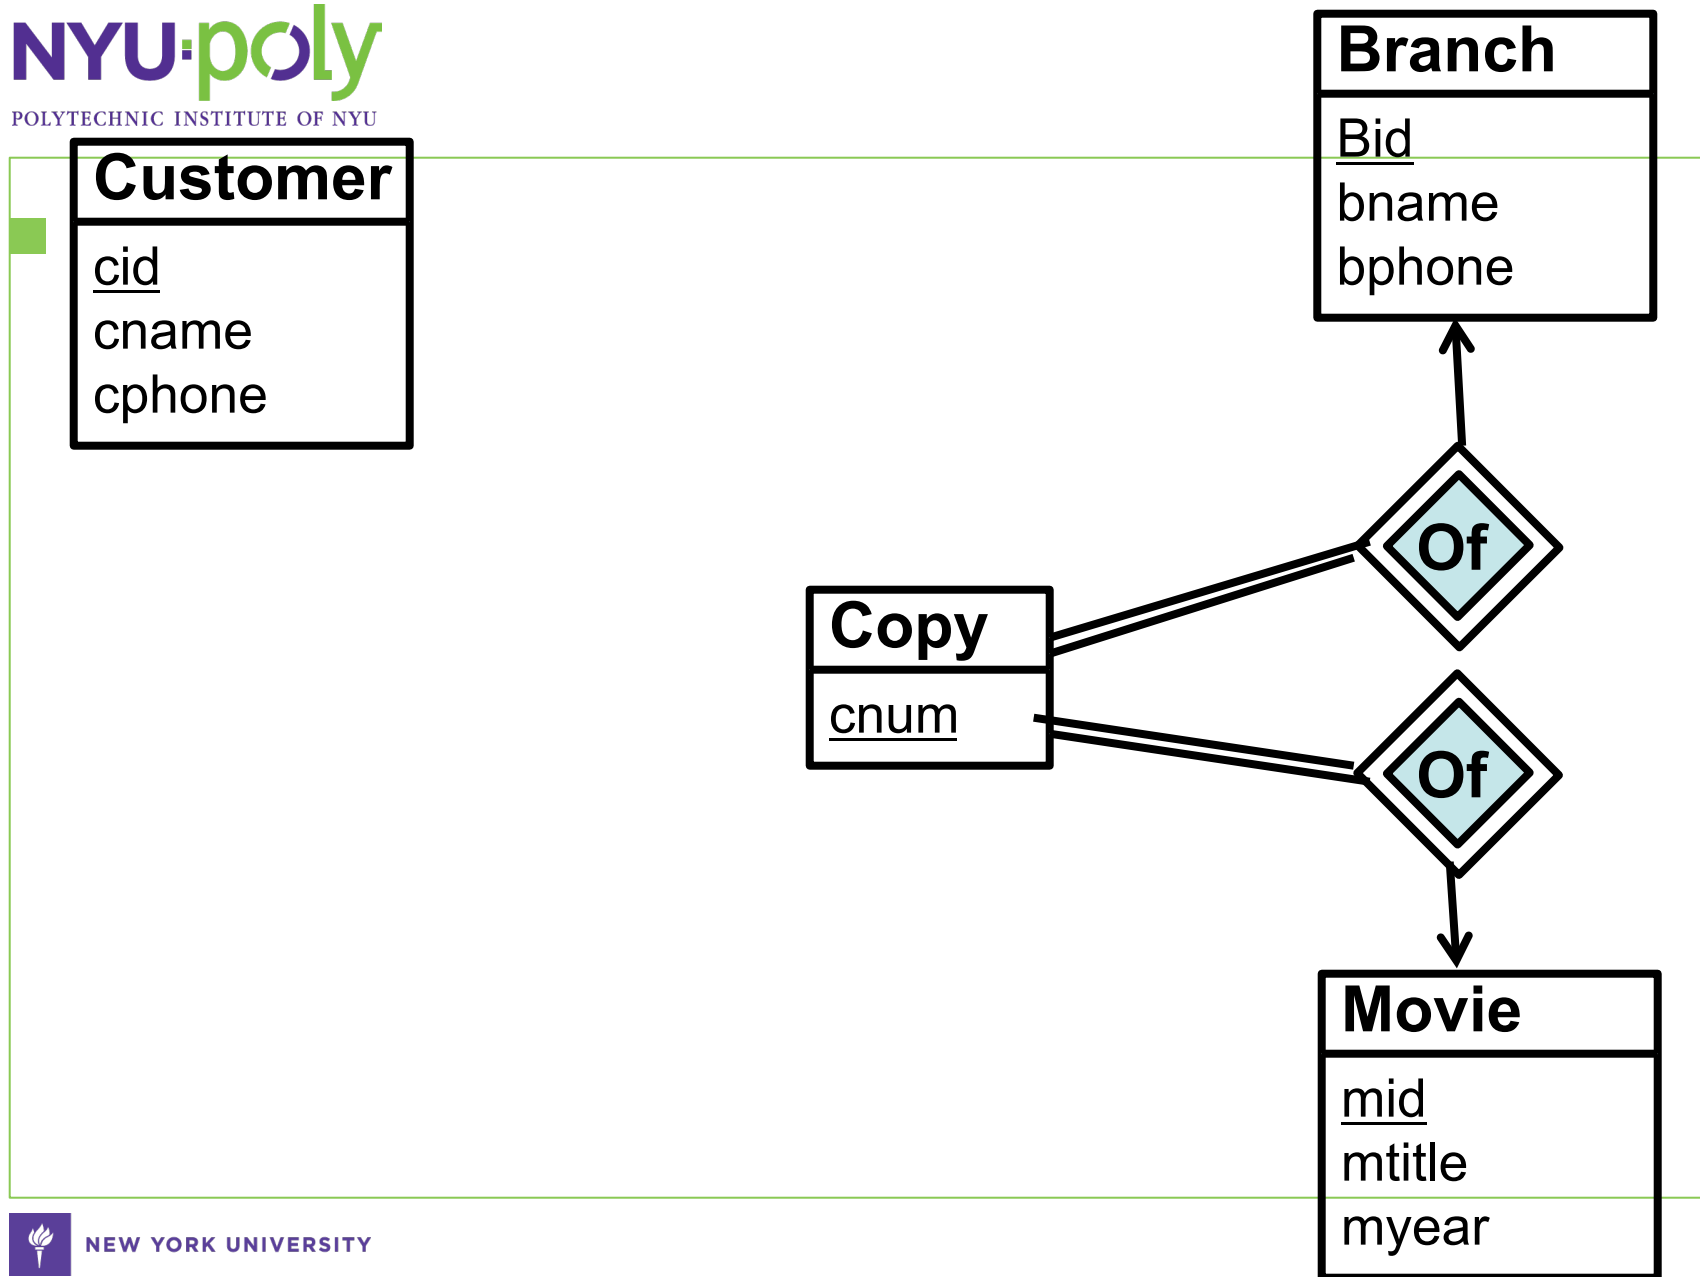 NYU:poly
POLYTECHNIC INSTITUTE OF NYU
Customer
cid
cname
cphone
Branch
Bid
bname
bphone
Of
Copy
cnum
Of
Movie
mid
mtitle
myear
NEW YORK UNIVERSITY